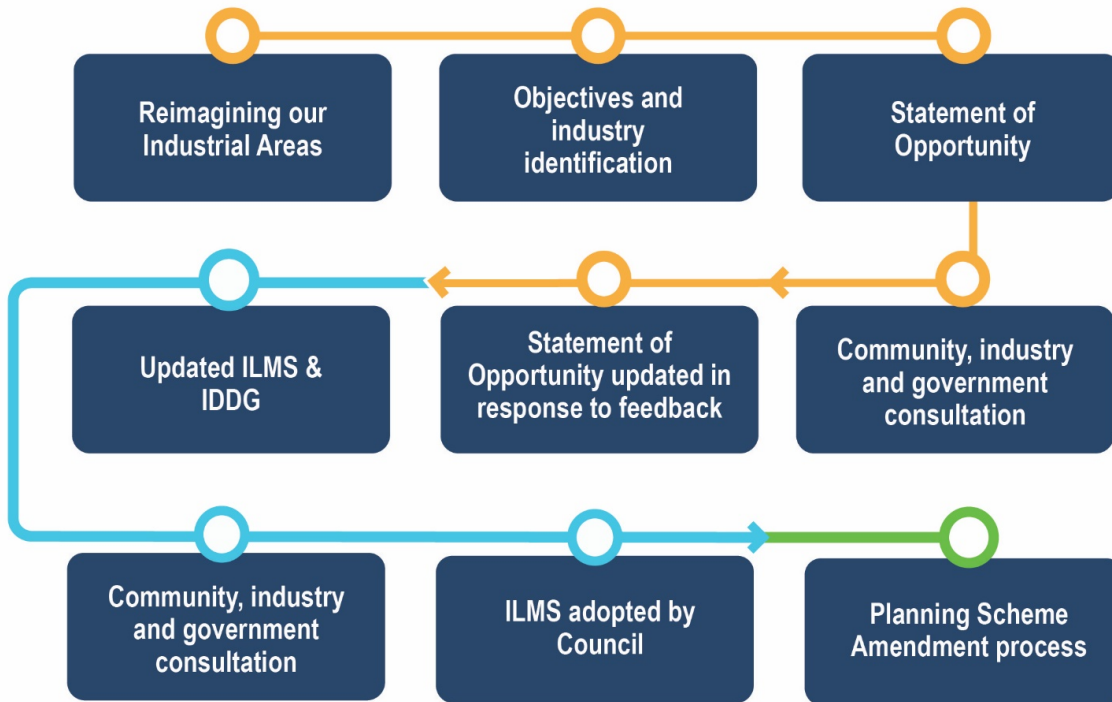 Reimagining our
Industrial Areas
Objectives and
industry
identification
Statement of
Opportunity
Updated ILMS &
IDDG
Statement of
Opportunity updated in
response to feedback
Community, industry
and government
consultation
Community, industry
and government
consultation
ILMS adopted by
Council
Planning Scheme
Amendment process